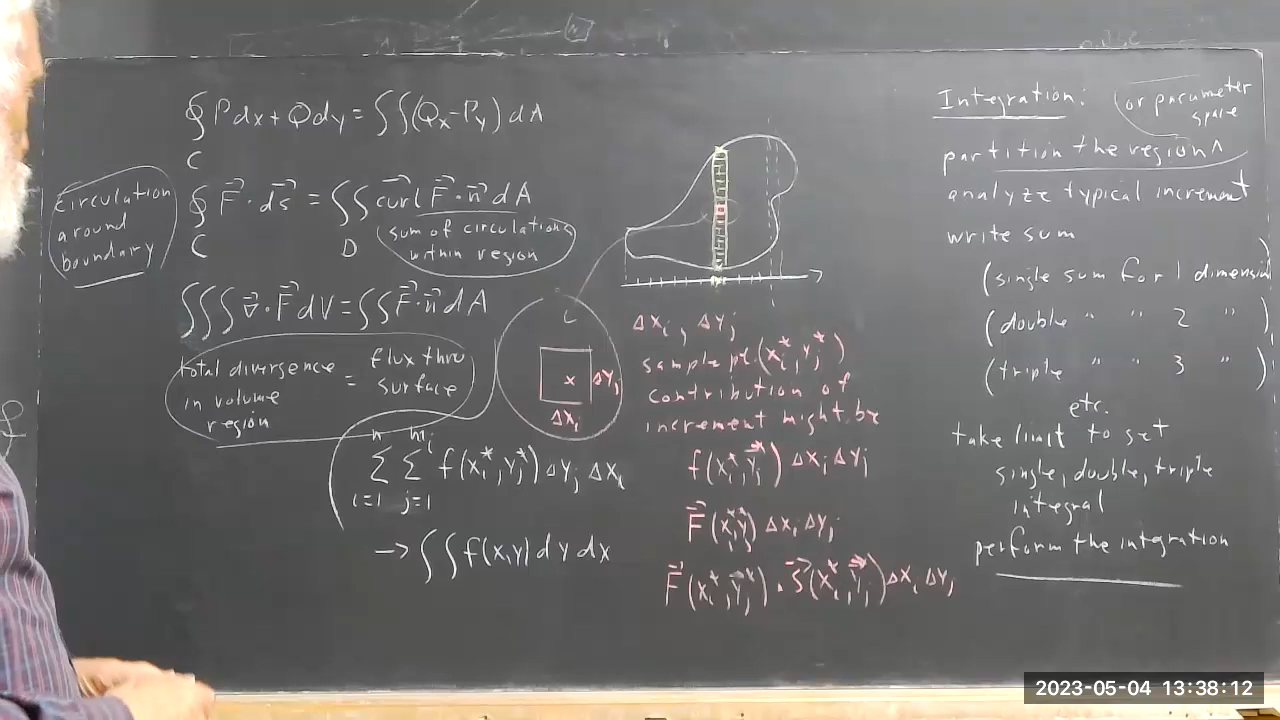 ∮ Pdx + Qdy = ∫∫(Qx - Py) dA
C
circulation
around
boundary
∮ F⃗ · ds⃗ = ∫∫ curl F⃗ · n⃗ dA
C
D
sum of circulations
within region
∫∫∫ ∇⃗ · F⃗ dV = ∫∫ F⃗ · n⃗ dA
total divergence
in volume
region
=
flux thru
surface
x
Δyj
Δxi
n mi
Σ Σ f(xi*, yj*) Δyj Δxi
i=1 j=1
→ ∫∫ f(x,y) dy dx
Δxi, Δyj
sample pt. (xi*, yj*)
contribution of
increment might be
f(xi*, yj*) Δxi Δyj
F⃗(xi*, yj*) Δxi Δyj
F⃗(xi*, yj*) · S⃗(xi*, yj*) Δxi Δyj
Integration:
(or parameter
space
partition the region ^
analyze typical increment
write sum
(single sum for 1 dimension)
(double " " 2 ")
(triple " " 3 ")
etc.
take limit to get
single, double, triple
integral
perform the integration
2023-05-04 13:38:12